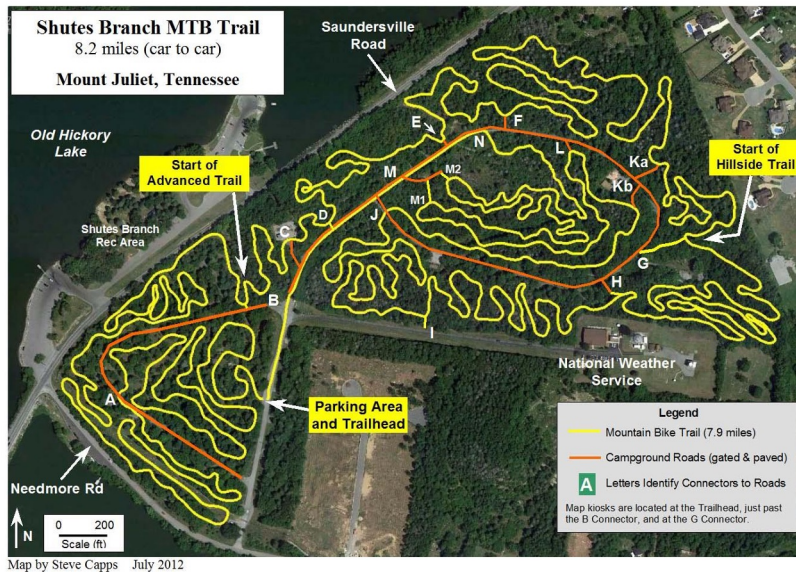 Shutes Branch MTB Trail
8.2 miles (car to car)
Mount Juliet, Tennessee
Saundersville
Road
Old Hickory
Lake
Start of
Advanced Trail
Shutes Branch
Rec Area
E
F
N
L
Ka
Kb
Start of
Hillside Trail
M
M2
M1
J
D
C
B
G
H
I
A
National Weather
Service
Parking Area
and Trailhead
Needmore Rd
N
0 200
Scale (ft)
Legend
Mountain Bike Trail (7.9 miles)
Campground Roads (gated & paved)
A Letters Identify Connectors to Roads
Map kiosks are located at the Trailhead, just past
the B Connector, and at the G Connector.
Map by Steve Capps July 2012